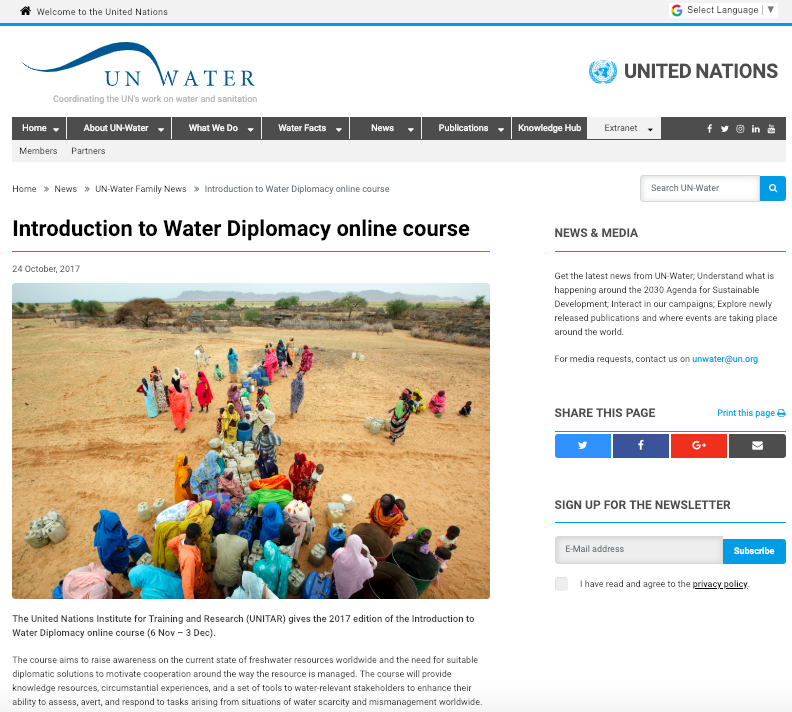 Welcome to the United Nations
Select Language
UN WATER
Coordinating the UN's work on water and sanitation
UNITED NATIONS
Home
About UN-Water
What We Do
Water Facts
News
Publications
Knowledge Hub
Extranet
Members Partners
Home » News » UN-Water Family News » Introduction to Water Diplomacy online course
Search UN-Water
Introduction to Water Diplomacy online course
24 October, 2017
The United Nations Institute for Training and Research (UNITAR) gives the 2017 edition of the Introduction to
Water Diplomacy online course (6 Nov – 3 Dec).
The course aims to raise awareness on the current state of freshwater resources worldwide and the need for suitable
diplomatic solutions to motivate cooperation around the way the resource is managed. The course will provide
knowledge resources, circumstantial experiences, and a set of tools to water-relevant stakeholders to enhance their
ability to assess, avert, and respond to tasks arising from situations of water scarcity and mismanagement worldwide.
NEWS & MEDIA
Get the latest news from UN-Water; Understand what is
happening around the 2030 Agenda for Sustainable
Development; Interact in our campaigns; Explore newly
released publications and where events are taking place
around the world.
For media requests, contact us on unwater@un.org
SHARE THIS PAGE
Print this page
G+
SIGN UP FOR THE NEWSLETTER
E-Mail address
Subscribe
I have read and agree to the privacy policy.